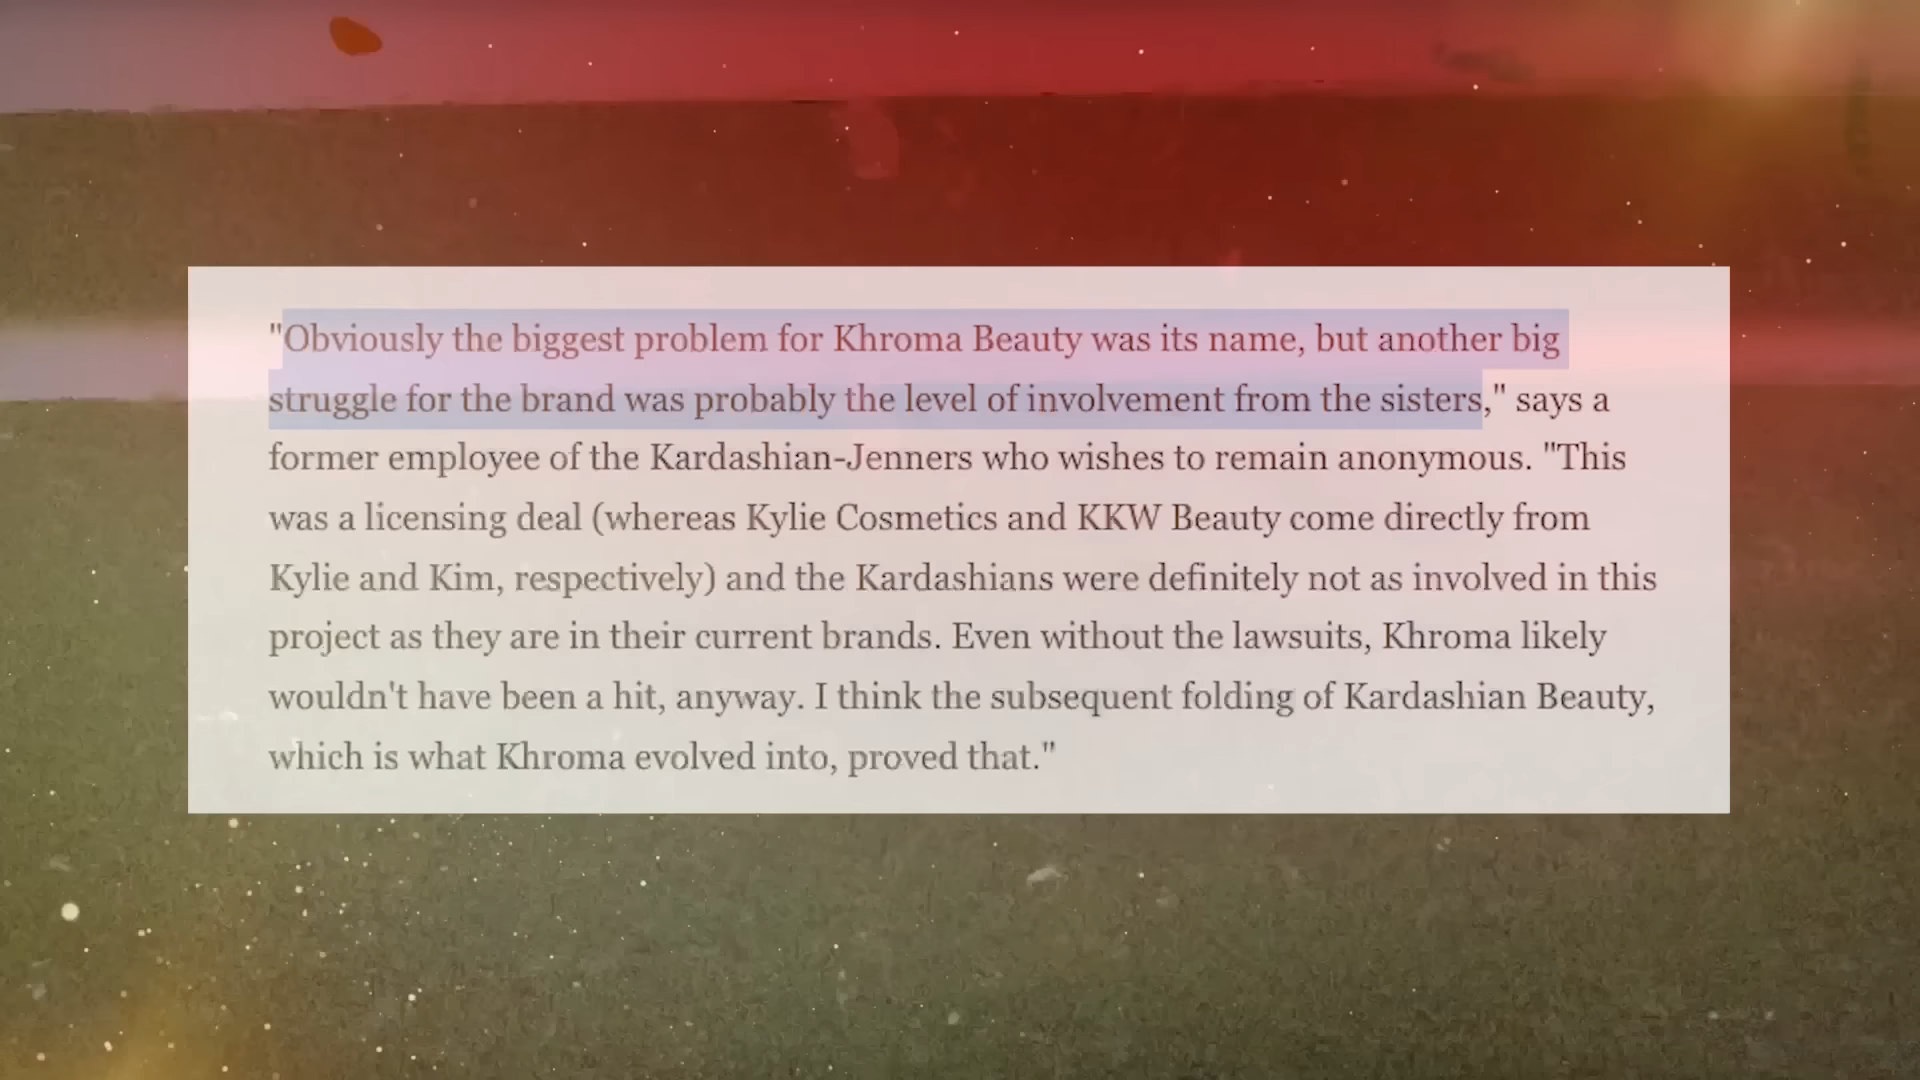 "Obviously the biggest problem for Khroma Beauty was its name, but another big
struggle for the brand was probably the level of involvement from the sisters," says a
former employee of the Kardashian-Jenners who wishes to remain anonymous. "This
was a licensing deal (whereas Kylie Cosmetics and KKW Beauty come directly from
Kylie and Kim, respectively) and the Kardashians were definitely not as involved in this
project as they are in their current brands. Even without the lawsuits, Khroma likely
wouldn't have been a hit, anyway. I think the subsequent folding of Kardashian Beauty,
which is what Khroma evolved into, proved that."